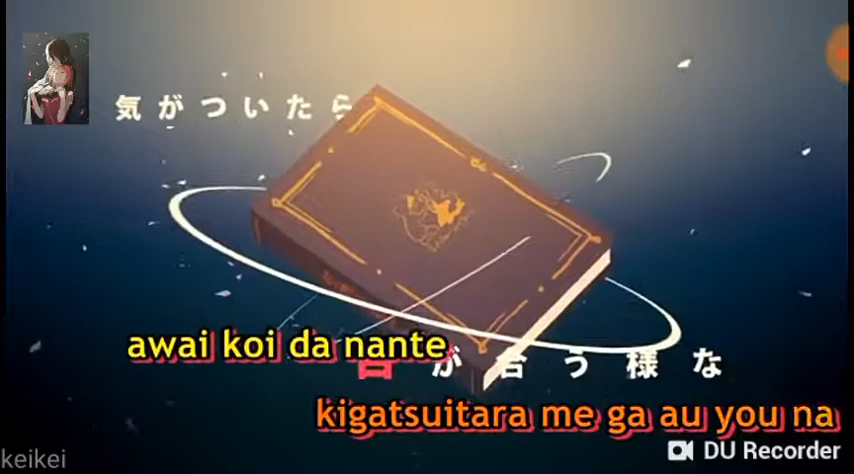 気がついたら
awai koi da nante
が合う様な
kigatsuitara me ga au you na
DU Recorder
keikei